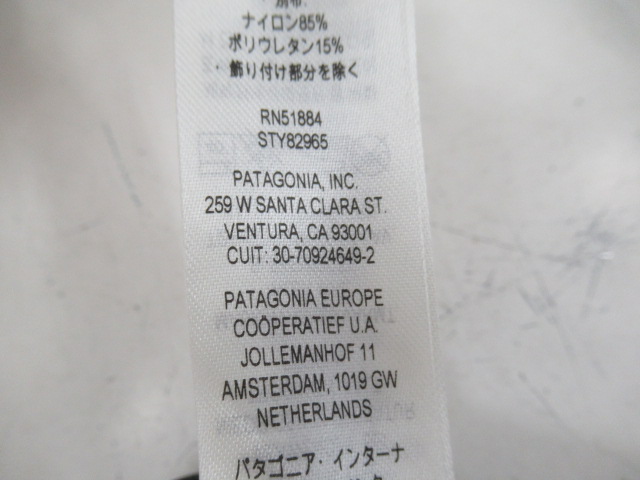 別布:
ナイロン85%
ポリウレタン15%
・飾り付け部分を除く
RN51884
STY82965
PATAGONIA, INC.
259 W SANTA CLARA ST.
VENTURA, CA 93001
CUIT: 30-70924649-2
PATAGONIA EUROPE
COÖPERATIEF U.A.
JOLLEMANHOF 11
AMSTERDAM, 1019 GW
NETHERLANDS
パタゴニア・インターナ